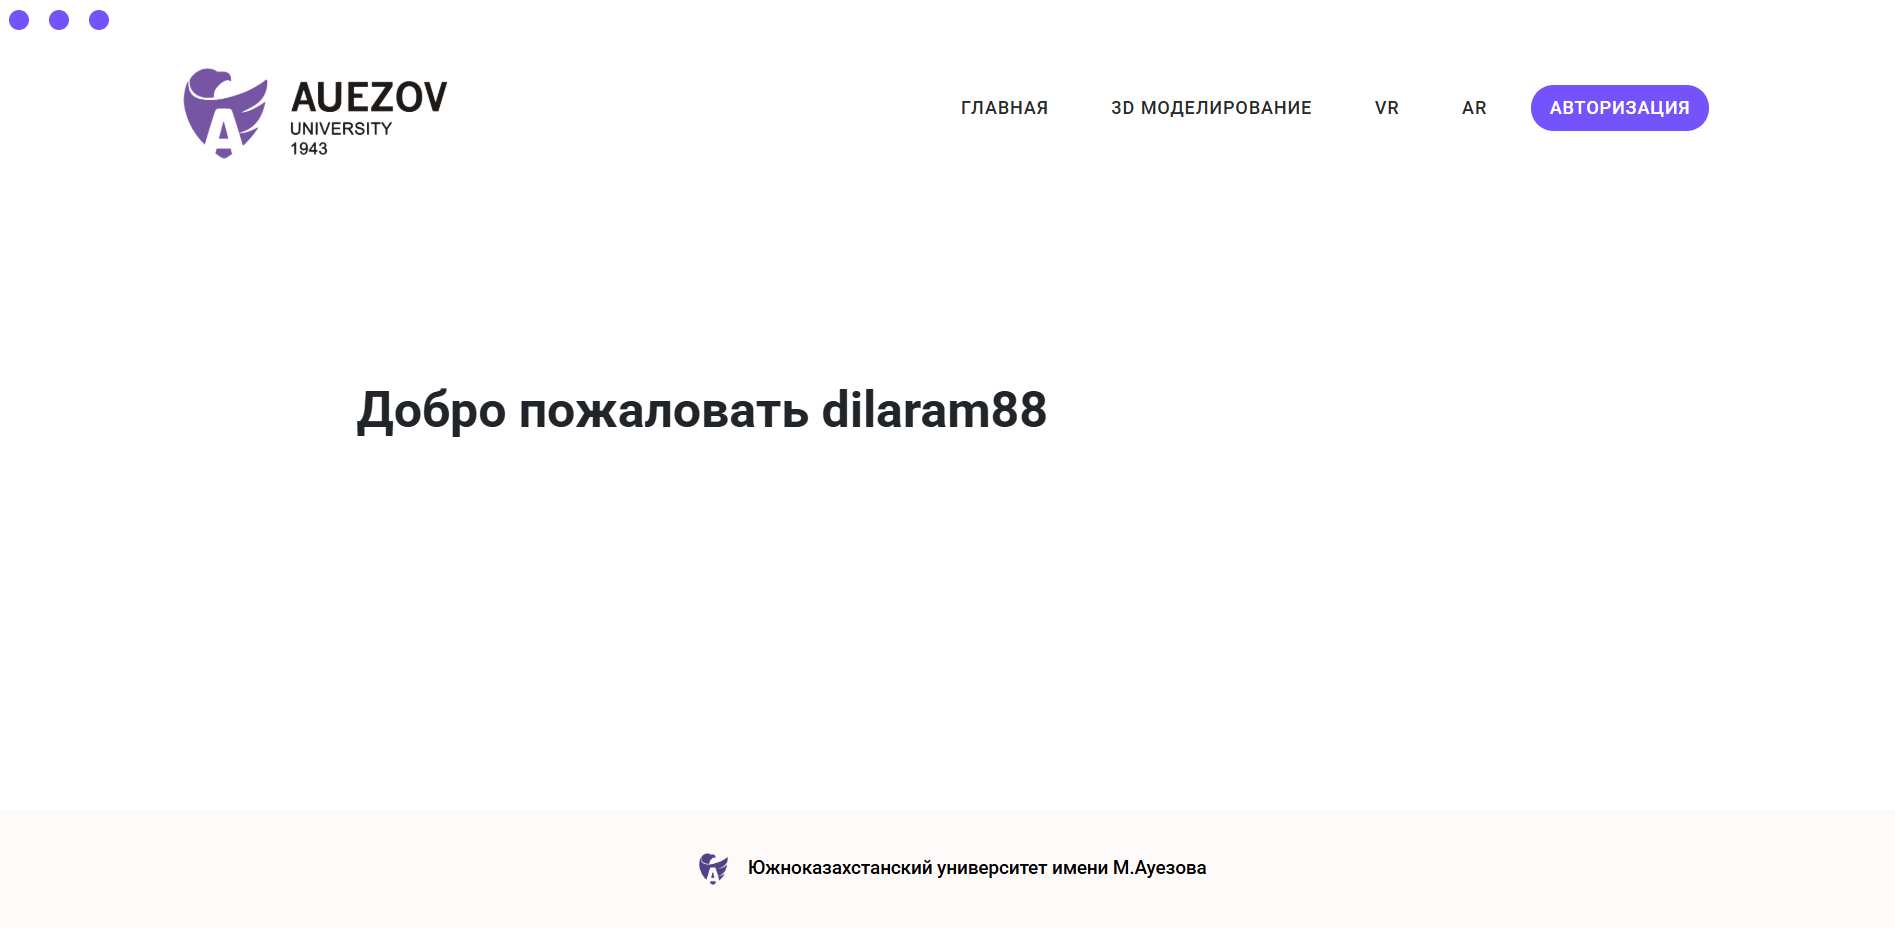 AUEZOV
UNIVERSITY
1943
ГЛАВНАЯ
3D МОДЕЛИРОВАНИЕ
VR
AR
АВТОРИЗАЦИЯ
Добро пожаловать dilaram88
Южноказахстанский университет имени М.Ауезова